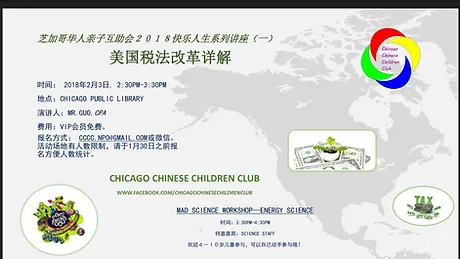 芝加哥华人亲子互助会2018快乐人生系列讲座（一）
美国税法改革详解
Chicago
Chinese
Children
Club
时间： 2018年2月3日, 2:30PM-3:30PM
地点：CHICAGO PUBLIC LIBRARY
演讲人：MR.GUO,CPA
费用：VIP会员免费。
报名方式： CCCC.NPO@GMAIL.COM或微信。
活动场地有人数限制，请于1月30日之前报
名方便人数统计。
CHICAGO CHINESE CHILDREN CLUB
WWW.FACEBOOK.COM/CHICAGOCHINESECHILDRENCLUB
MAD SCIENCE WORKSHOP--ENERGY SCIENCE
时间：3:30PM-4:30PM
特邀嘉宾：SCIENCE STAFF
欢迎4-10岁儿童参与，可以自己动手参与哦！
TAX